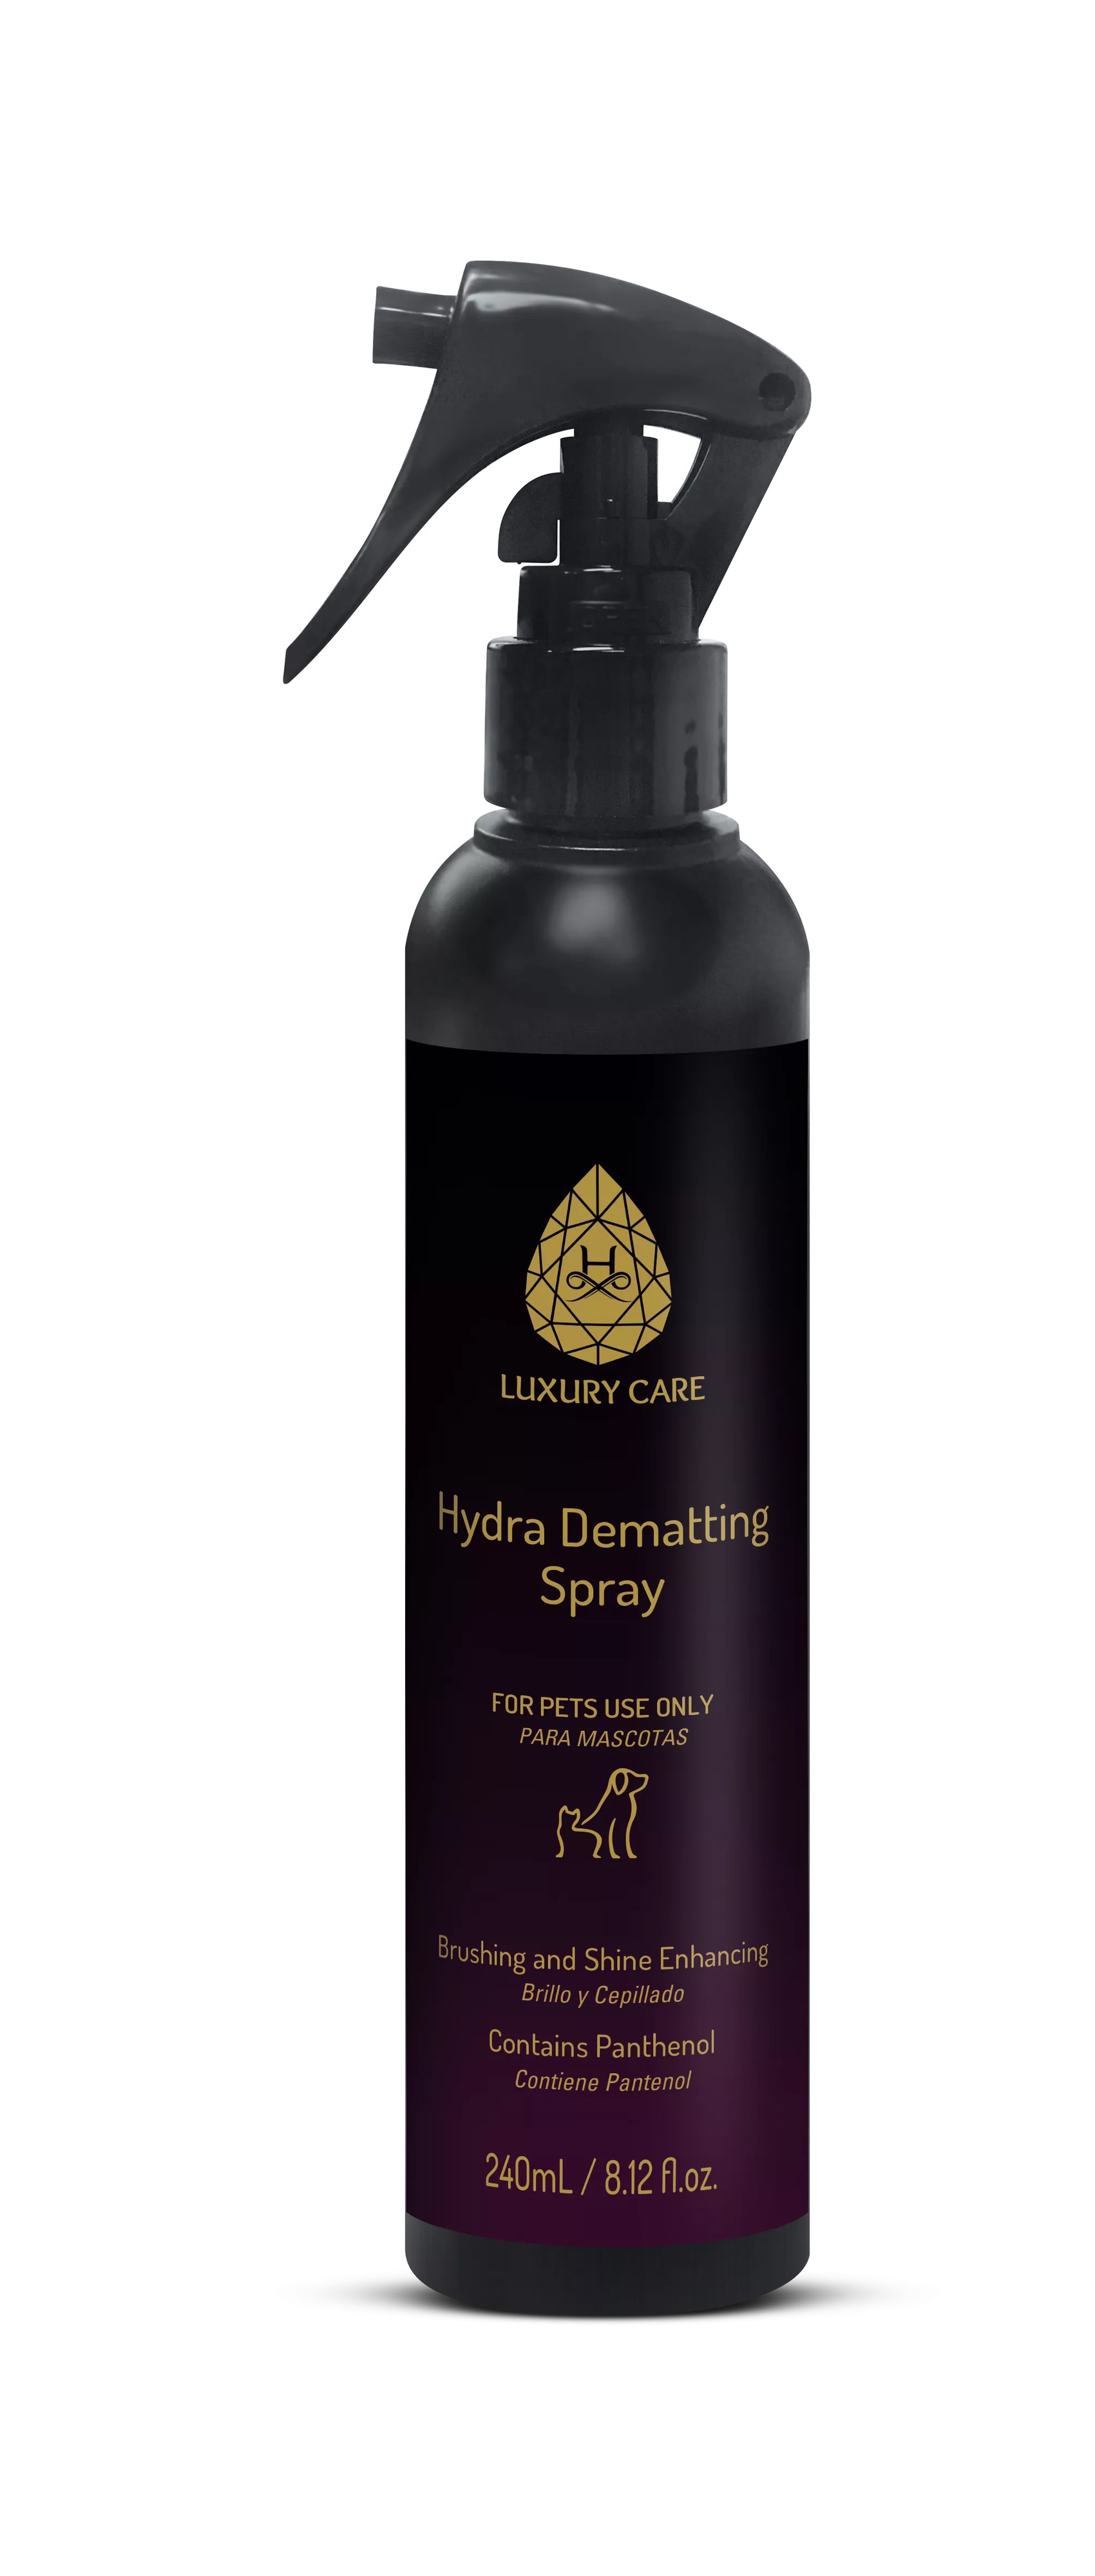 H
LUXURY CARE
Hydra Dematting
Spray
FOR PETS USE ONLY
PARA MASCOTAS
Brushing and Shine Enhancing
Brillo y Cepillado
Contains Panthenol
Contiene Pantenol
240mL / 8.12 fl.oz.